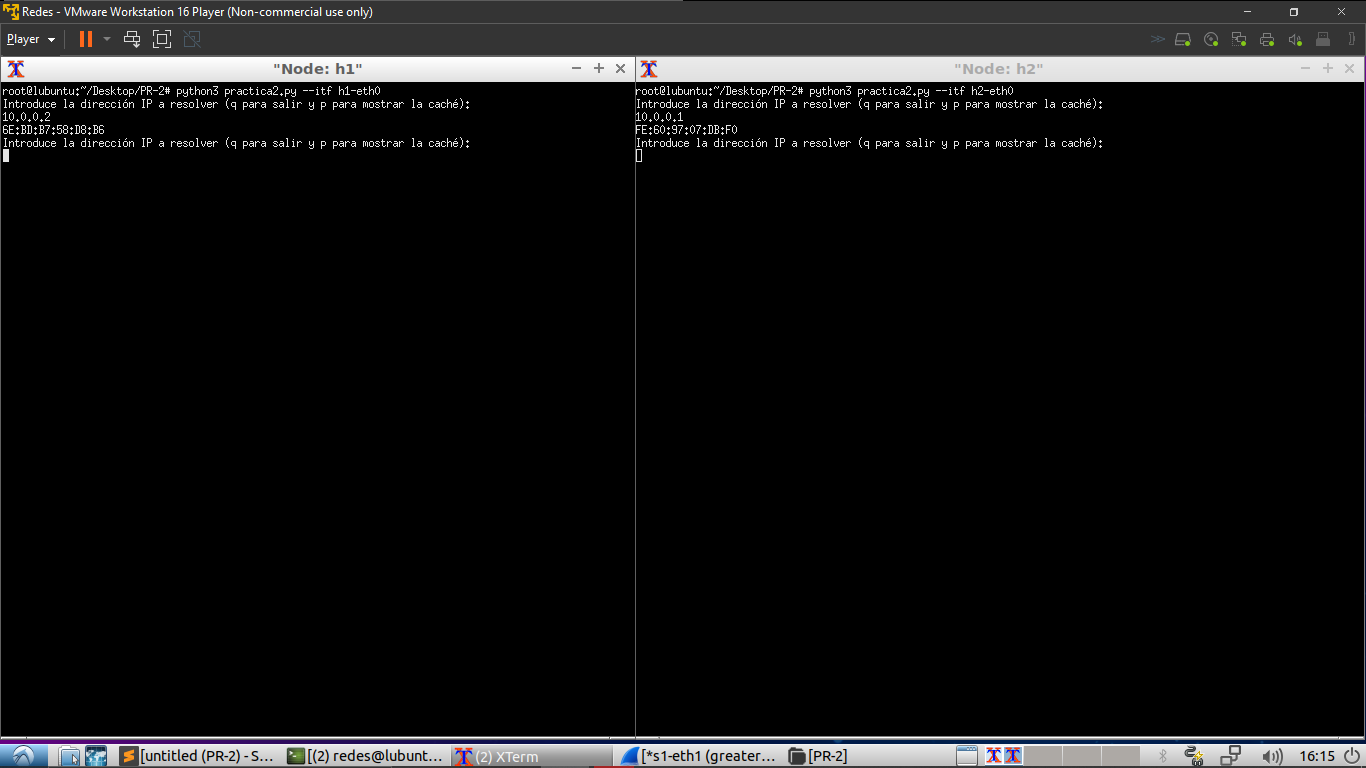 Redes - VMware Workstation 16 Player (Non-commercial use only)
Player
"Node: h1"
root@lubuntu:~/Desktop/PR-2# python3 practica2.py --itf h1-eth0
Introduce la dirección IP a resolver (q para salir y p para mostrar la caché):
10.0.0.2
6E:BD:B7:58:D8:B6
Introduce la dirección IP a resolver (q para salir y p para mostrar la caché):
"Node: h2"
root@lubuntu:~/Desktop/PR-2# python3 practica2.py --itf h2-eth0
Introduce la dirección IP a resolver (q para salir y p para mostrar la caché):
10.0.0.1
FE:60:97:07:DB:F0
Introduce la dirección IP a resolver (q para salir y p para mostrar la caché):
[untitled (PR-2) - S...
[(2) redes@lubunt...
(2) XTerm
[*s1-eth1 (greater...
[PR-2]
16:15